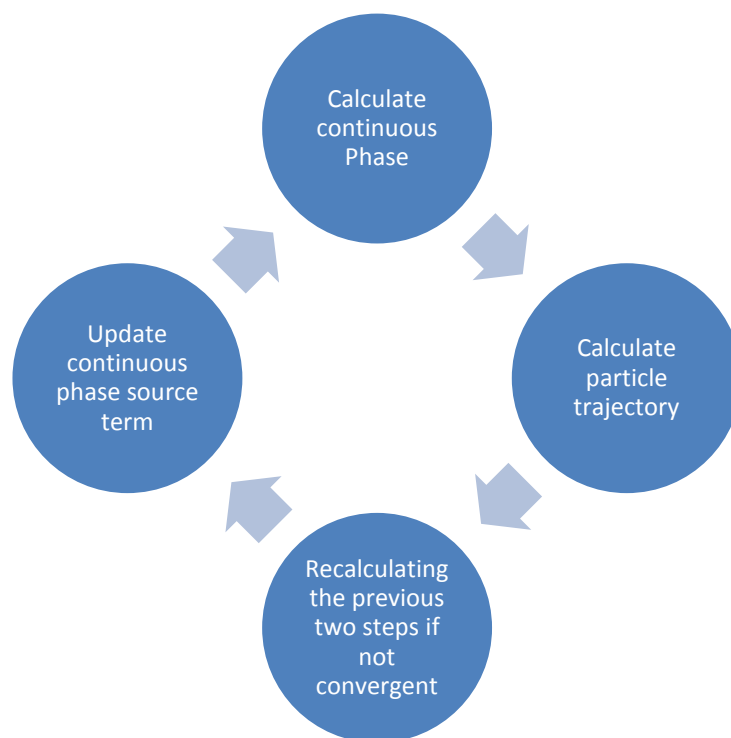 Calculate
continuous
Phase
Calculate
particle
trajectory
Recalculating
the previous
two steps if
not
convergent
Update
continuous
phase source
term